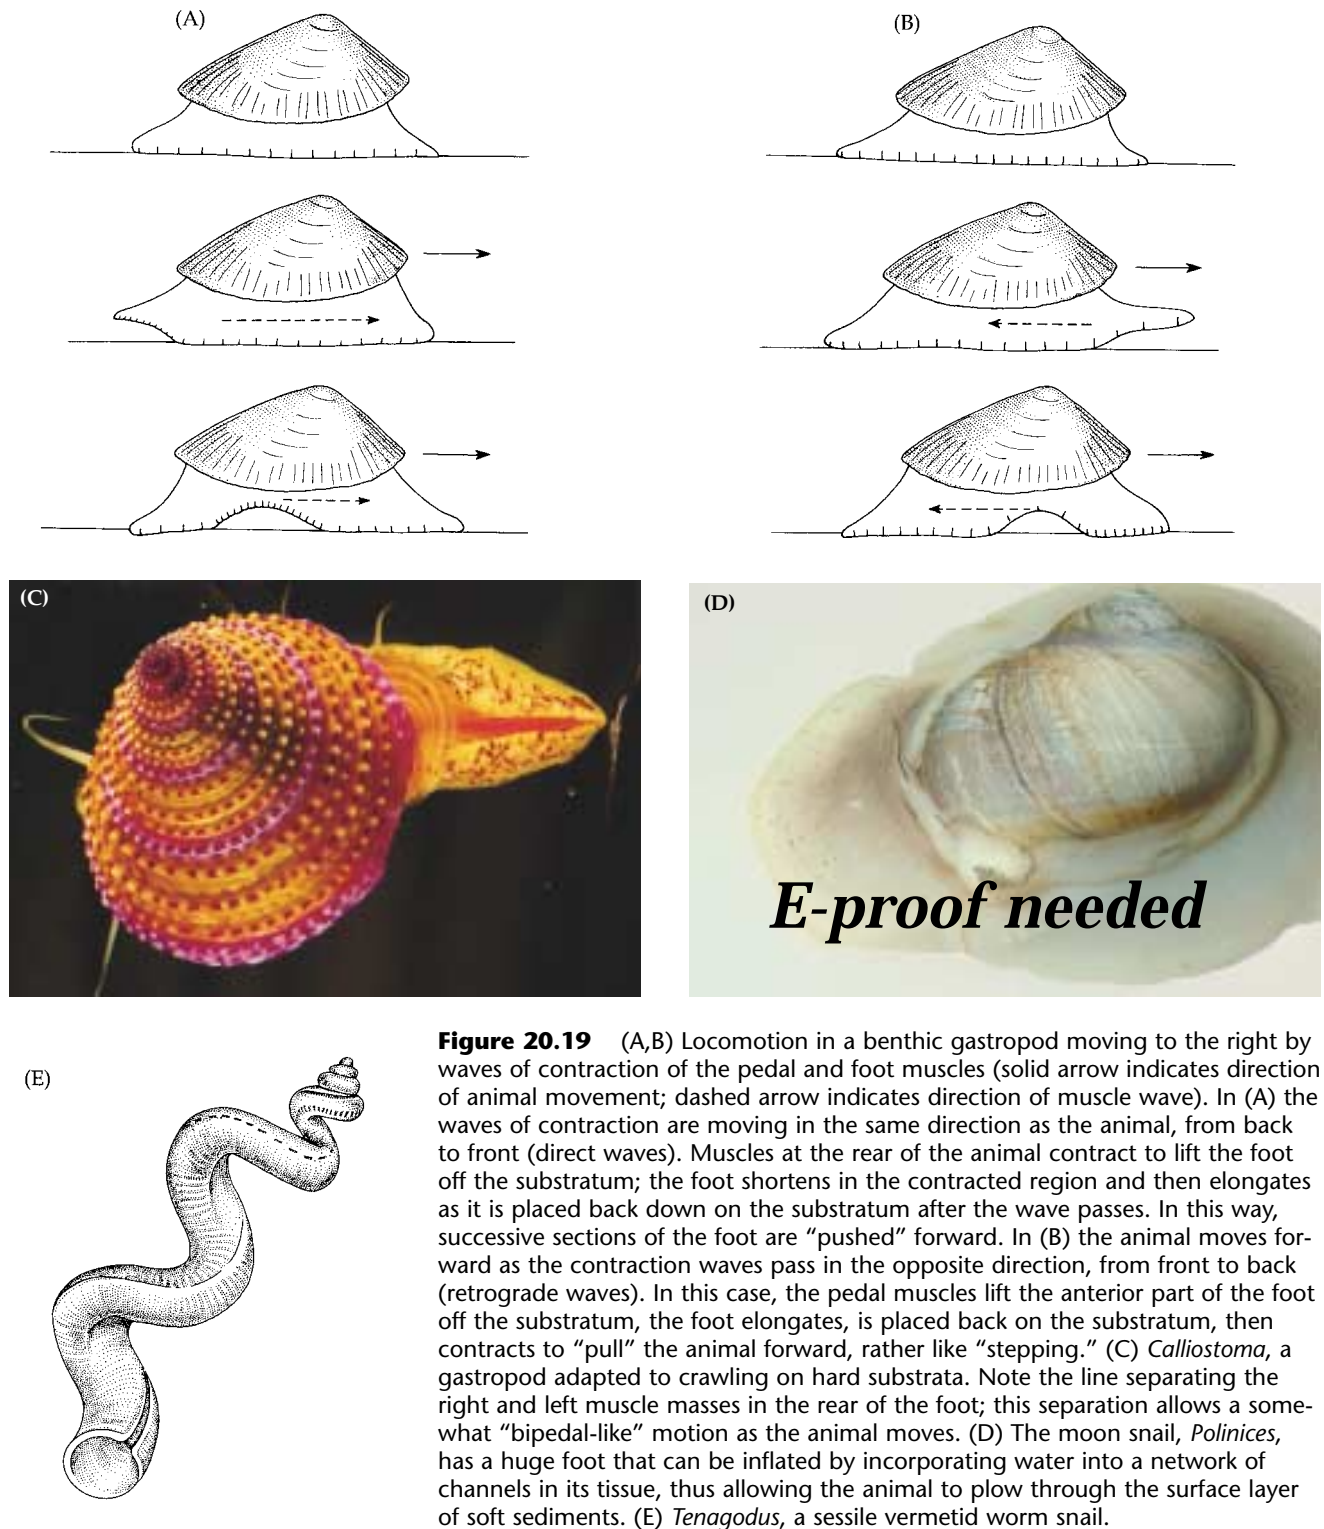 (A)
(B)
(C)
(D)
E-proof needed
(E)
Figure 20.19 (A,B) Locomotion in a benthic gastropod moving to the right by
waves of contraction of the pedal and foot muscles (solid arrow indicates direction
of animal movement; dashed arrow indicates direction of muscle wave). In (A) the
waves of contraction are moving in the same direction as the animal, from back
to front (direct waves). Muscles at the rear of the animal contract to lift the foot
off the substratum; the foot shortens in the contracted region and then elongates
as it is placed back down on the substratum after the wave passes. In this way,
successive sections of the foot are “pushed” forward. In (B) the animal moves for-
ward as the contraction waves pass in the opposite direction, from front to back
(retrograde waves). In this case, the pedal muscles lift the anterior part of the foot
off the substratum, the foot elongates, is placed back on the substratum, then
contracts to “pull” the animal forward, rather like “stepping.” (C) Calliostoma, a
gastropod adapted to crawling on hard substrata. Note the line separating the
right and left muscle masses in the rear of the foot; this separation allows a some-
what “bipedal-like” motion as the animal moves. (D) The moon snail, Polinices,
has a huge foot that can be inflated by incorporating water into a network of
channels in its tissue, thus allowing the animal to plow through the surface layer
of soft sediments. (E) Tenagodus, a sessile vermetid worm snail.